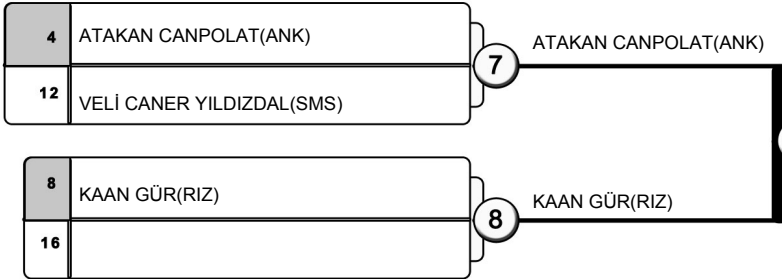 4 ATAKAN CANPOLAT(ANK)
7 ATAKAN CANPOLAT(ANK)
12 VELİ CANER YILDIZDAL(SMS)
8 KAAN GÜR(RIZ)
8 KAAN GÜR(RIZ)
16